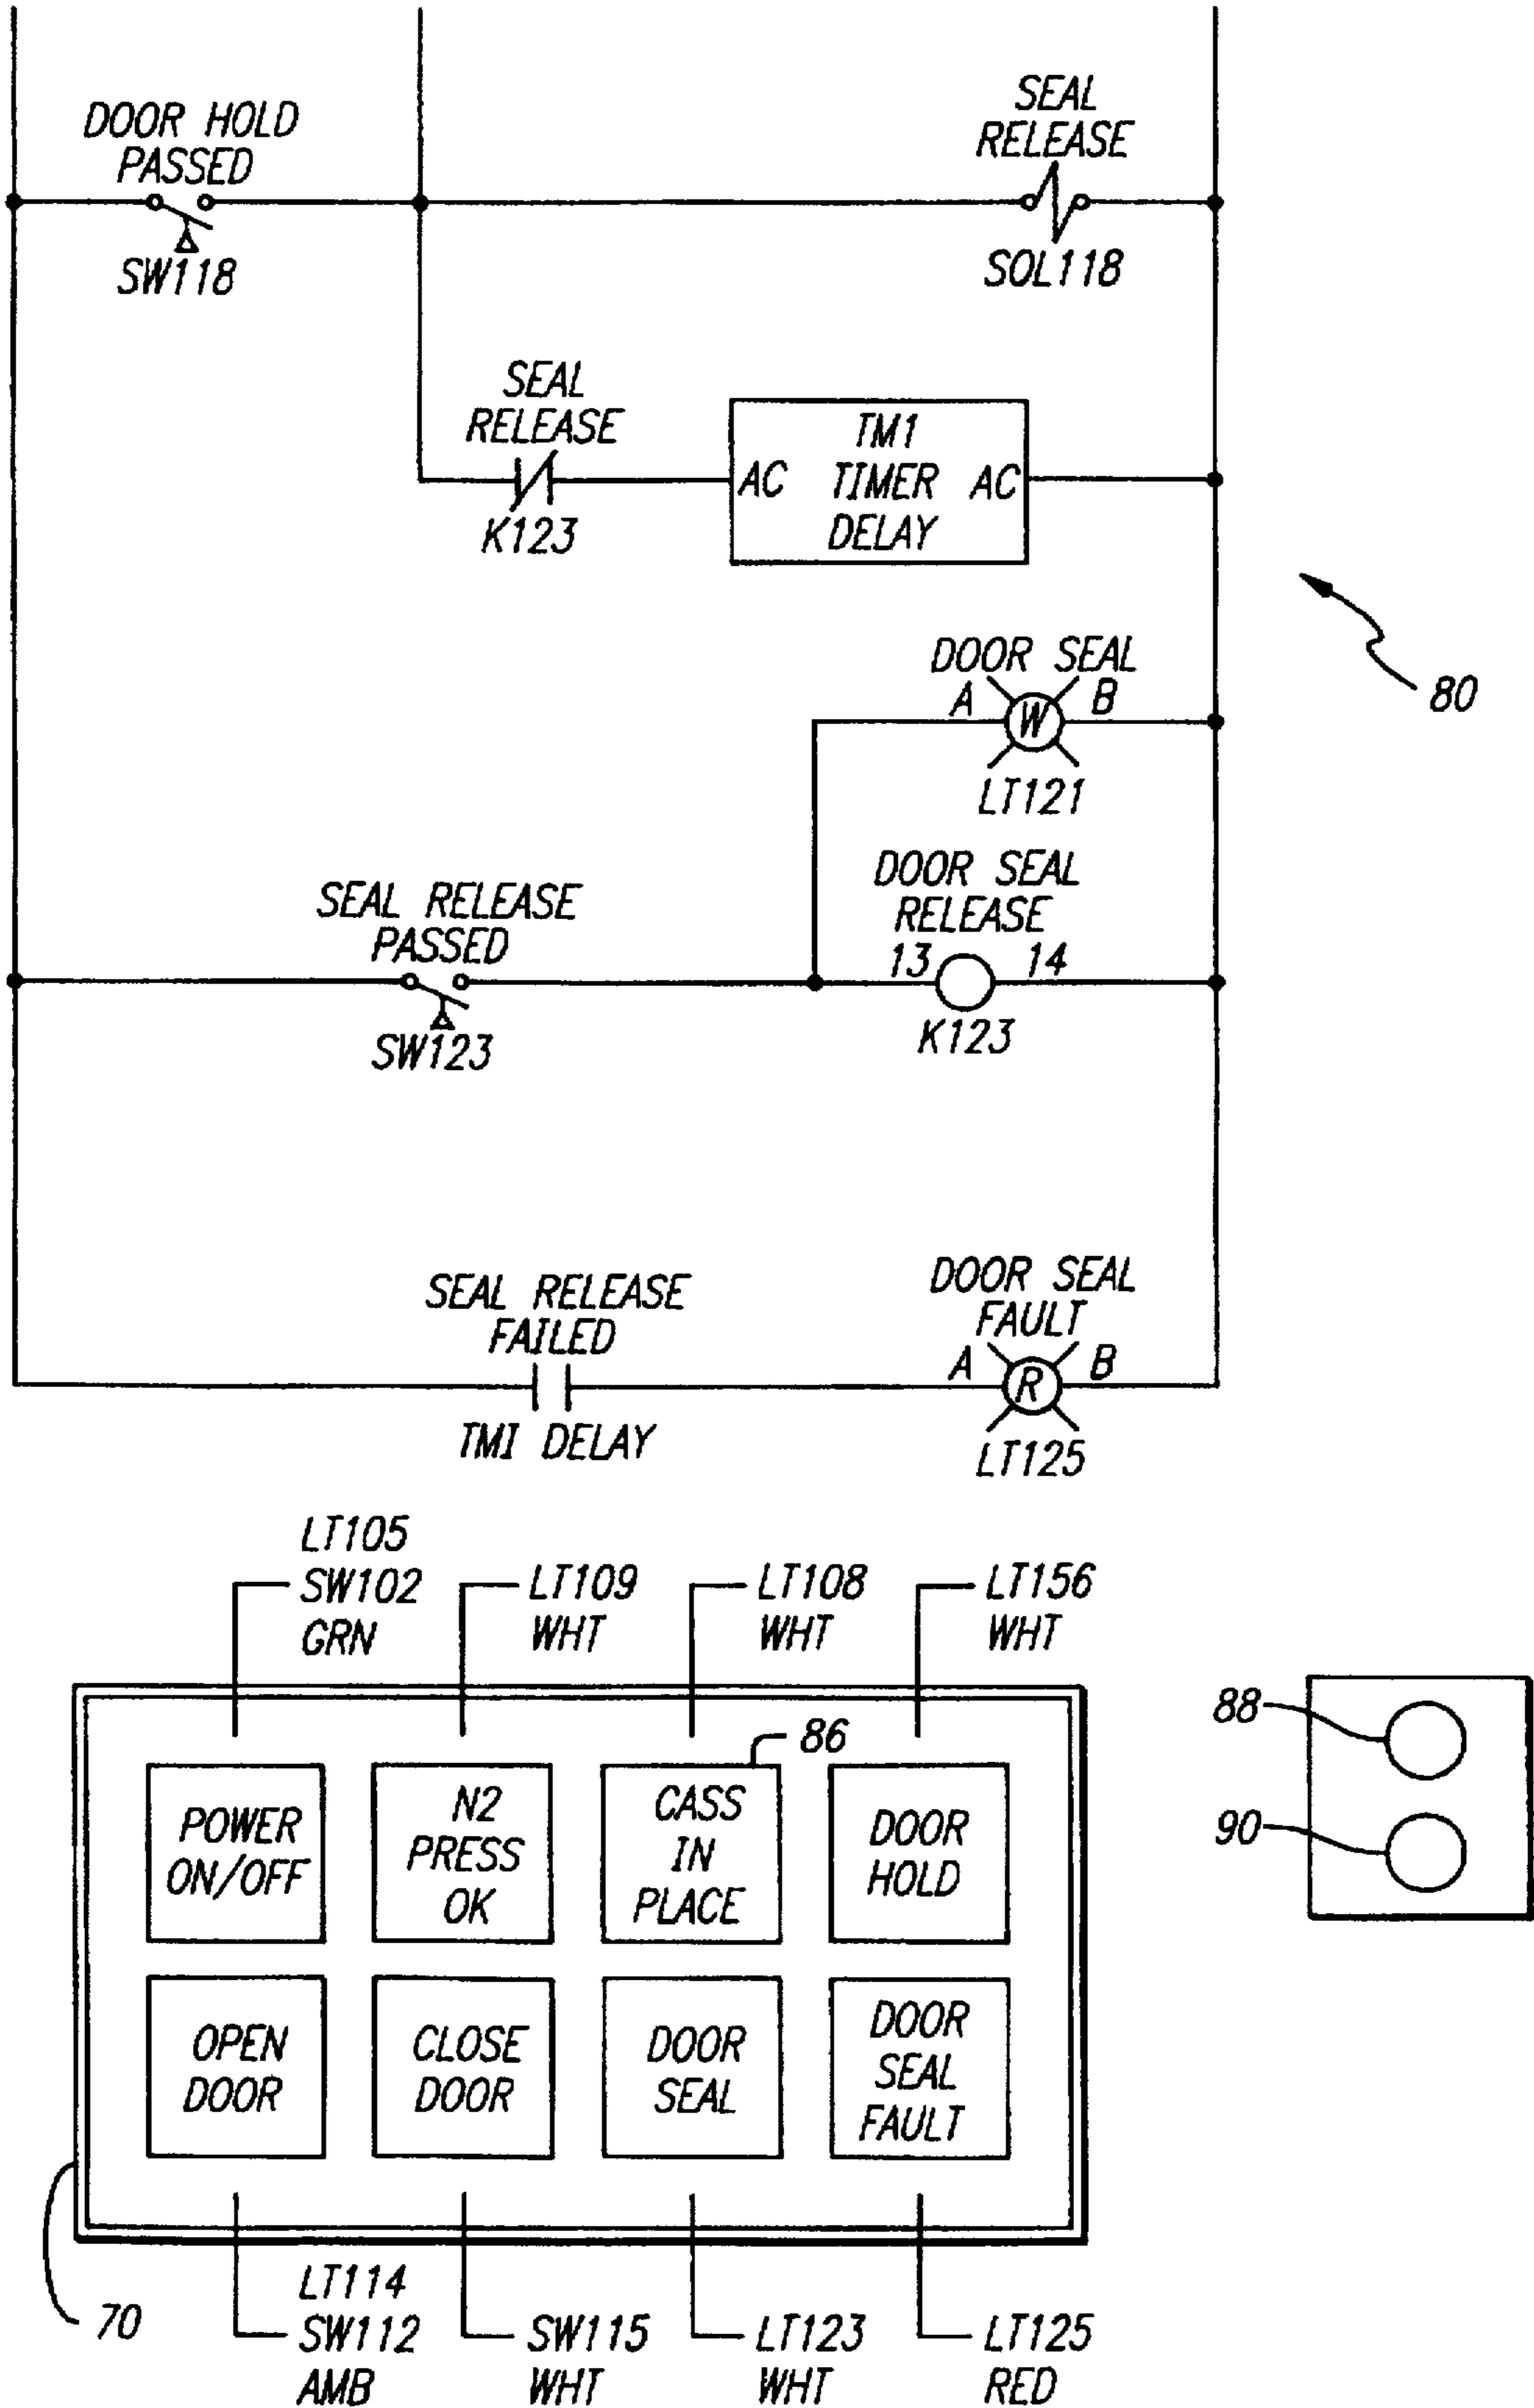 DOOR HOLD
PASSED
SW118
SEAL
RELEASE
SOL118
SEAL
RELEASE
K123
TM1
AC TIMER AC
DELAY
80
DOOR SEAL
A W B
LT121
SEAL RELEASE
PASSED
SW123
DOOR SEAL
RELEASE
13 14
K123
SEAL RELEASE
FAILED
TMI DELAY
DOOR SEAL
FAULT
A R B
LT125
LT105
SW102
GRN
LT109
WHT
LT108
WHT
LT156
WHT
86
POWER
ON/OFF
N2
PRESS
OK
CASS
IN
PLACE
DOOR
HOLD
88
90
OPEN
DOOR
CLOSE
DOOR
DOOR
SEAL
DOOR
SEAL
FAULT
70
LT114
SW112
AMB
SW115
WHT
LT123
WHT
LT125
RED